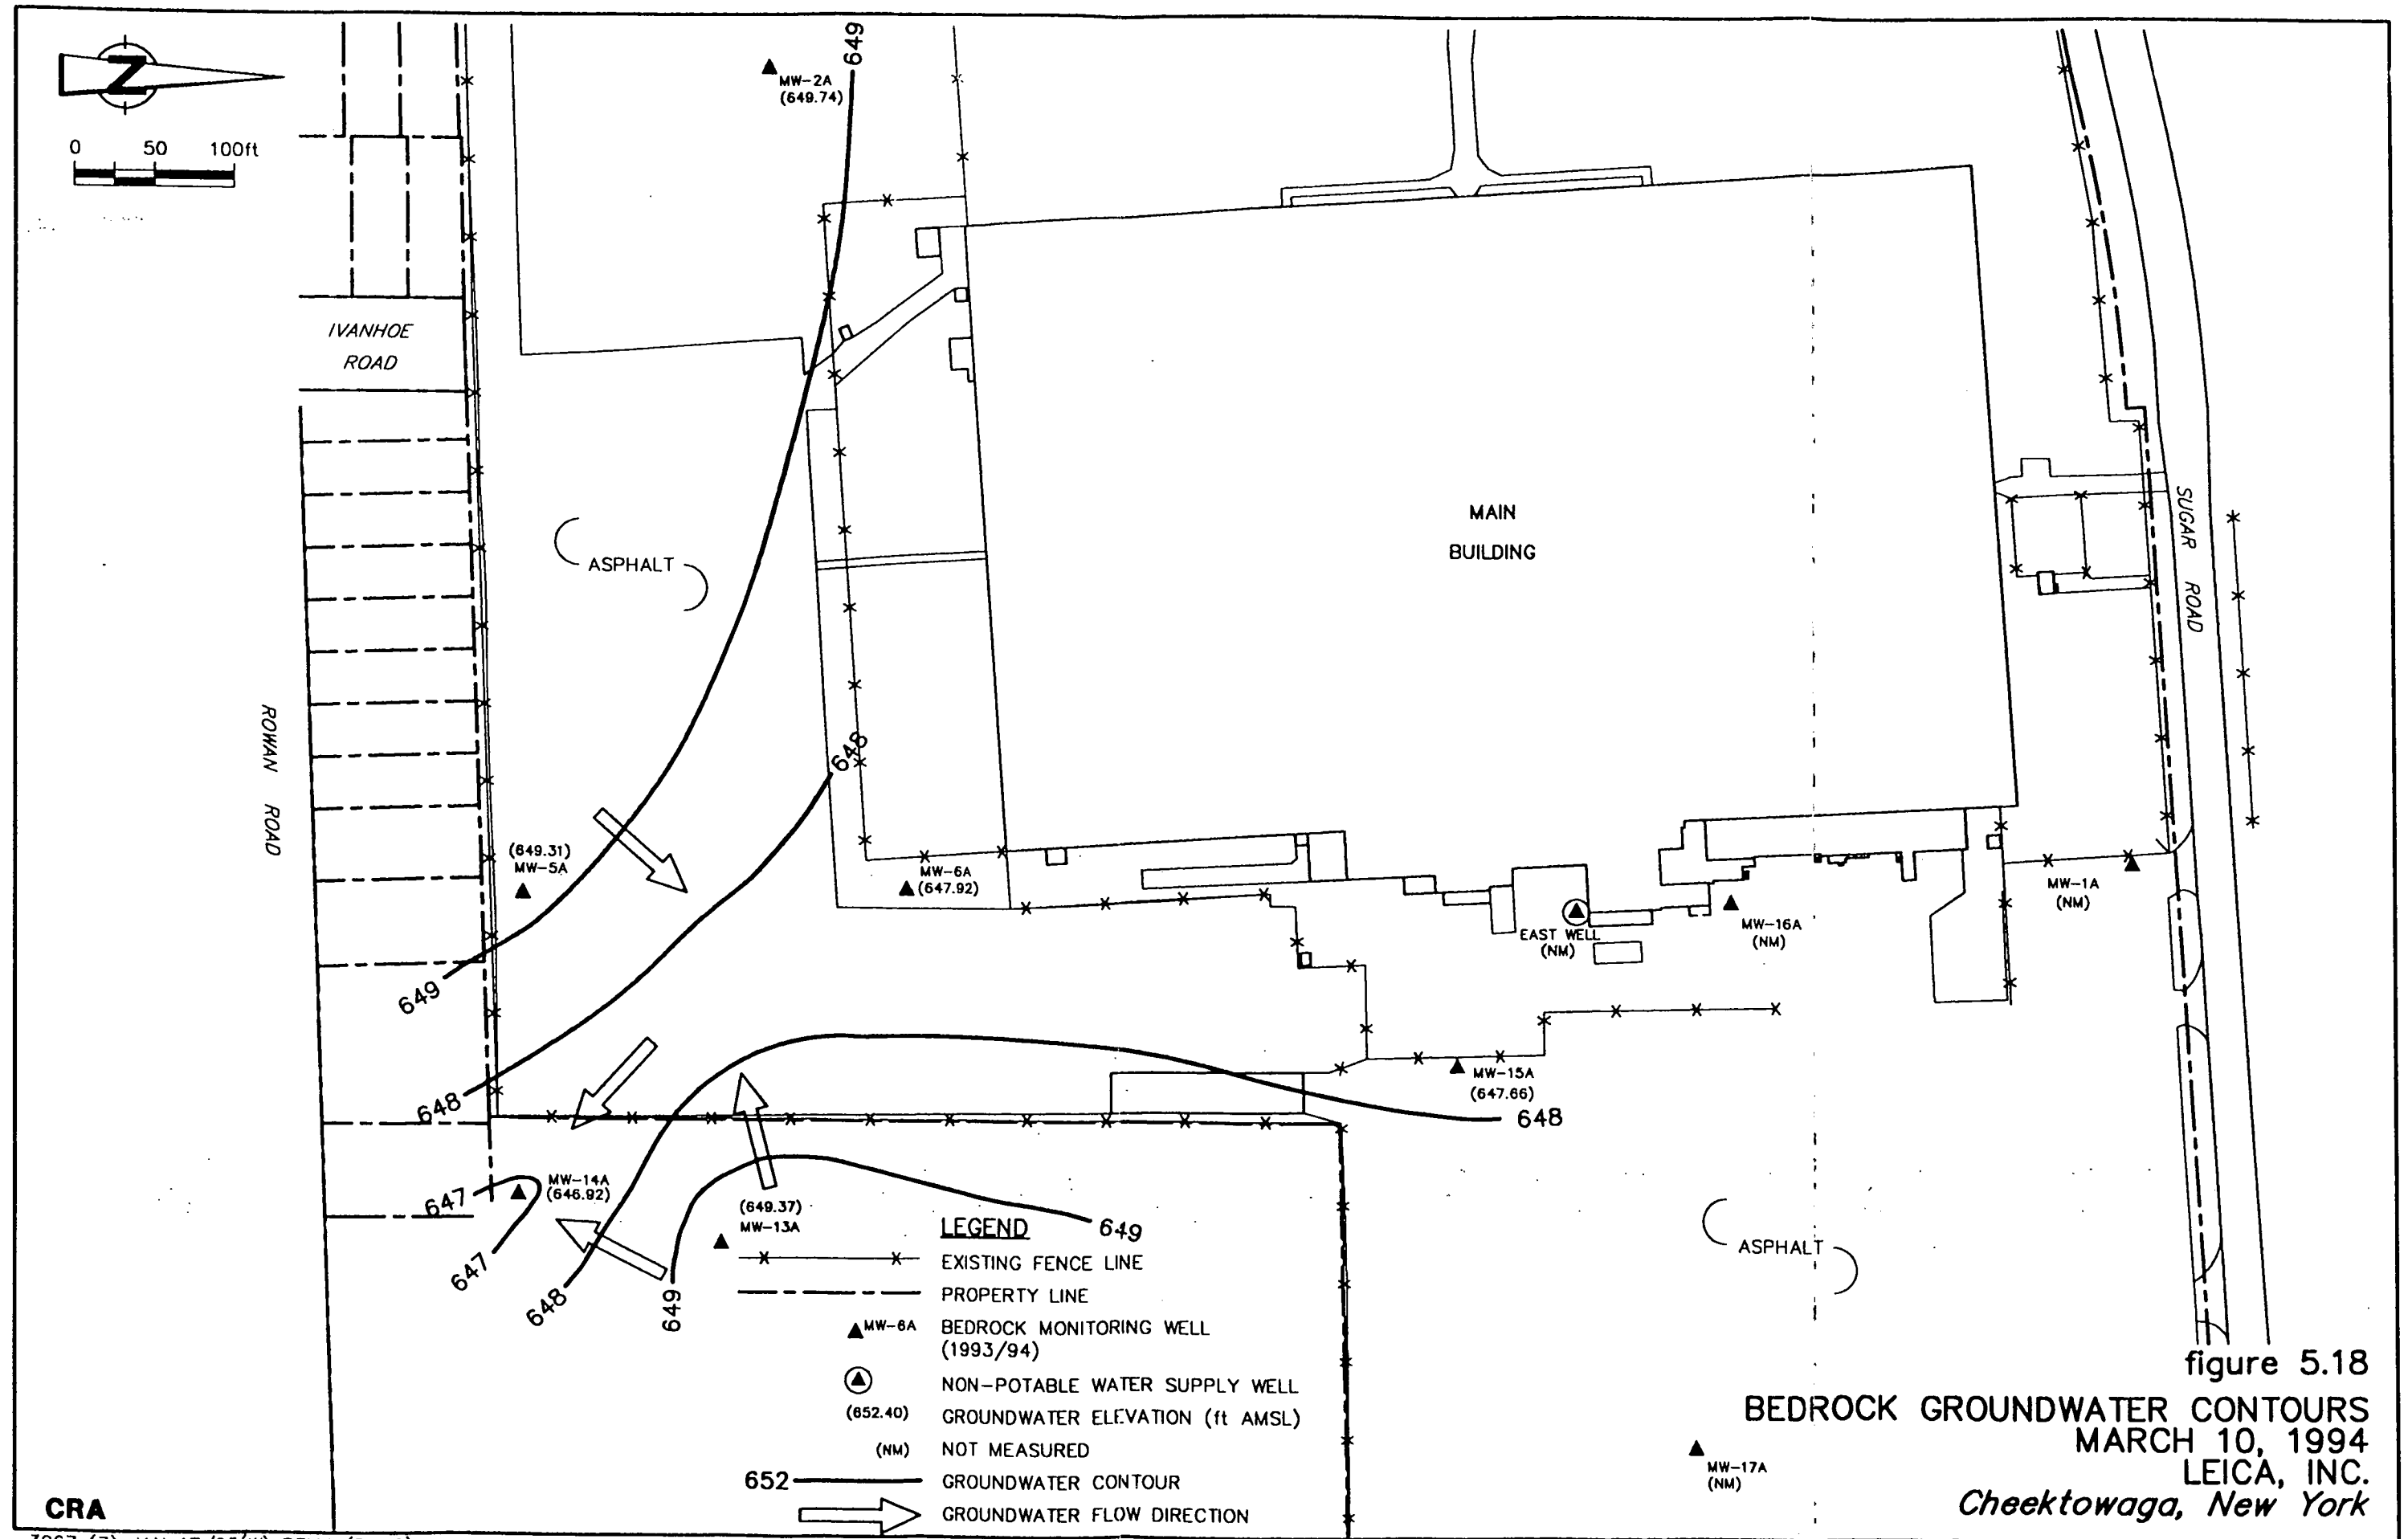 N
0 50 100ft
649
MW-2A
(649.74)
IVANHOE
ROAD
ASPHALT
MAIN
BUILDING
SUGAR ROAD
ROWAN ROAD
648
(649.31)
MW-5A
MW-6A
(647.92)
EAST WELL
(NM)
MW-16A
(NM)
MW-1A
(NM)
649
648
MW-15A
(647.66)
648
647
MW-14A
(646.92)
(649.37)
MW-13A
649
647
648
649
ASPHALT
LEGEND
EXISTING FENCE LINE
PROPERTY LINE
MW-6A BEDROCK MONITORING WELL
(1993/94)
NON-POTABLE WATER SUPPLY WELL
(652.40) GROUNDWATER ELEVATION (ft AMSL)
(NM) NOT MEASURED
652 GROUNDWATER CONTOUR
GROUNDWATER FLOW DIRECTION
MW-17A
(NM)
figure 5.18
BEDROCK GROUNDWATER CONTOURS
MARCH 10, 1994
LEICA, INC.
Cheektowaga, New York
CRA